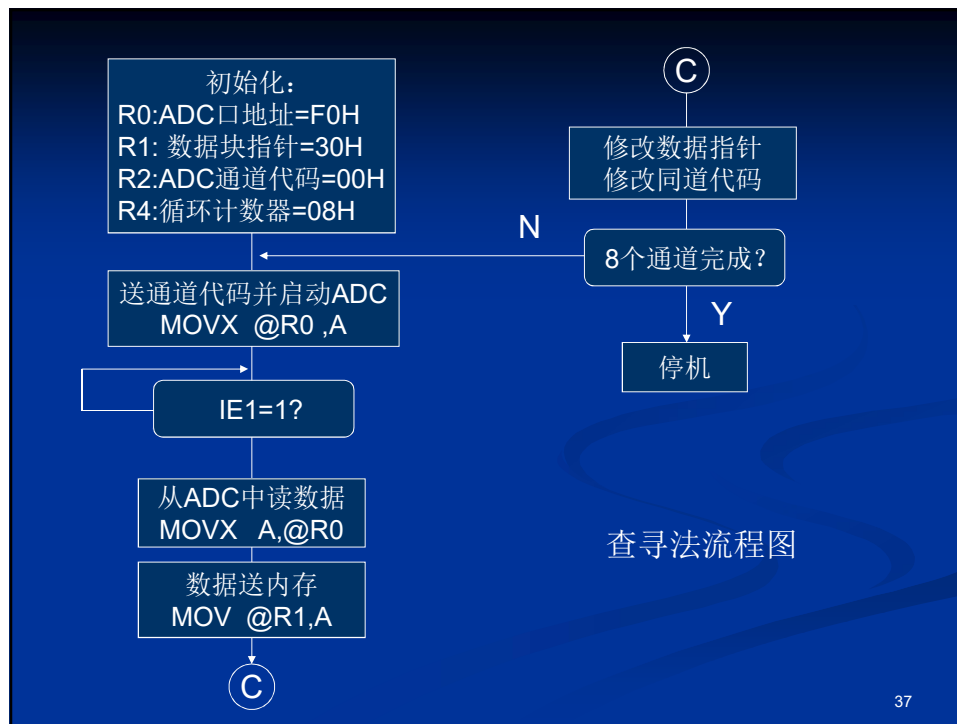 初始化：
R0:ADC口地址=F0H
R1: 数据块指针=30H
R2:ADC通道代码=00H
R4:循环计数器=08H
送通道代码并启动ADC
MOVX @R0 ,A
IE1=1?
从ADC中读数据
MOVX A,@R0
数据送内存
MOV @R1,A
C
C
修改数据指针
修改同道代码
8个通道完成？
N
Y
停机
查寻法流程图
37